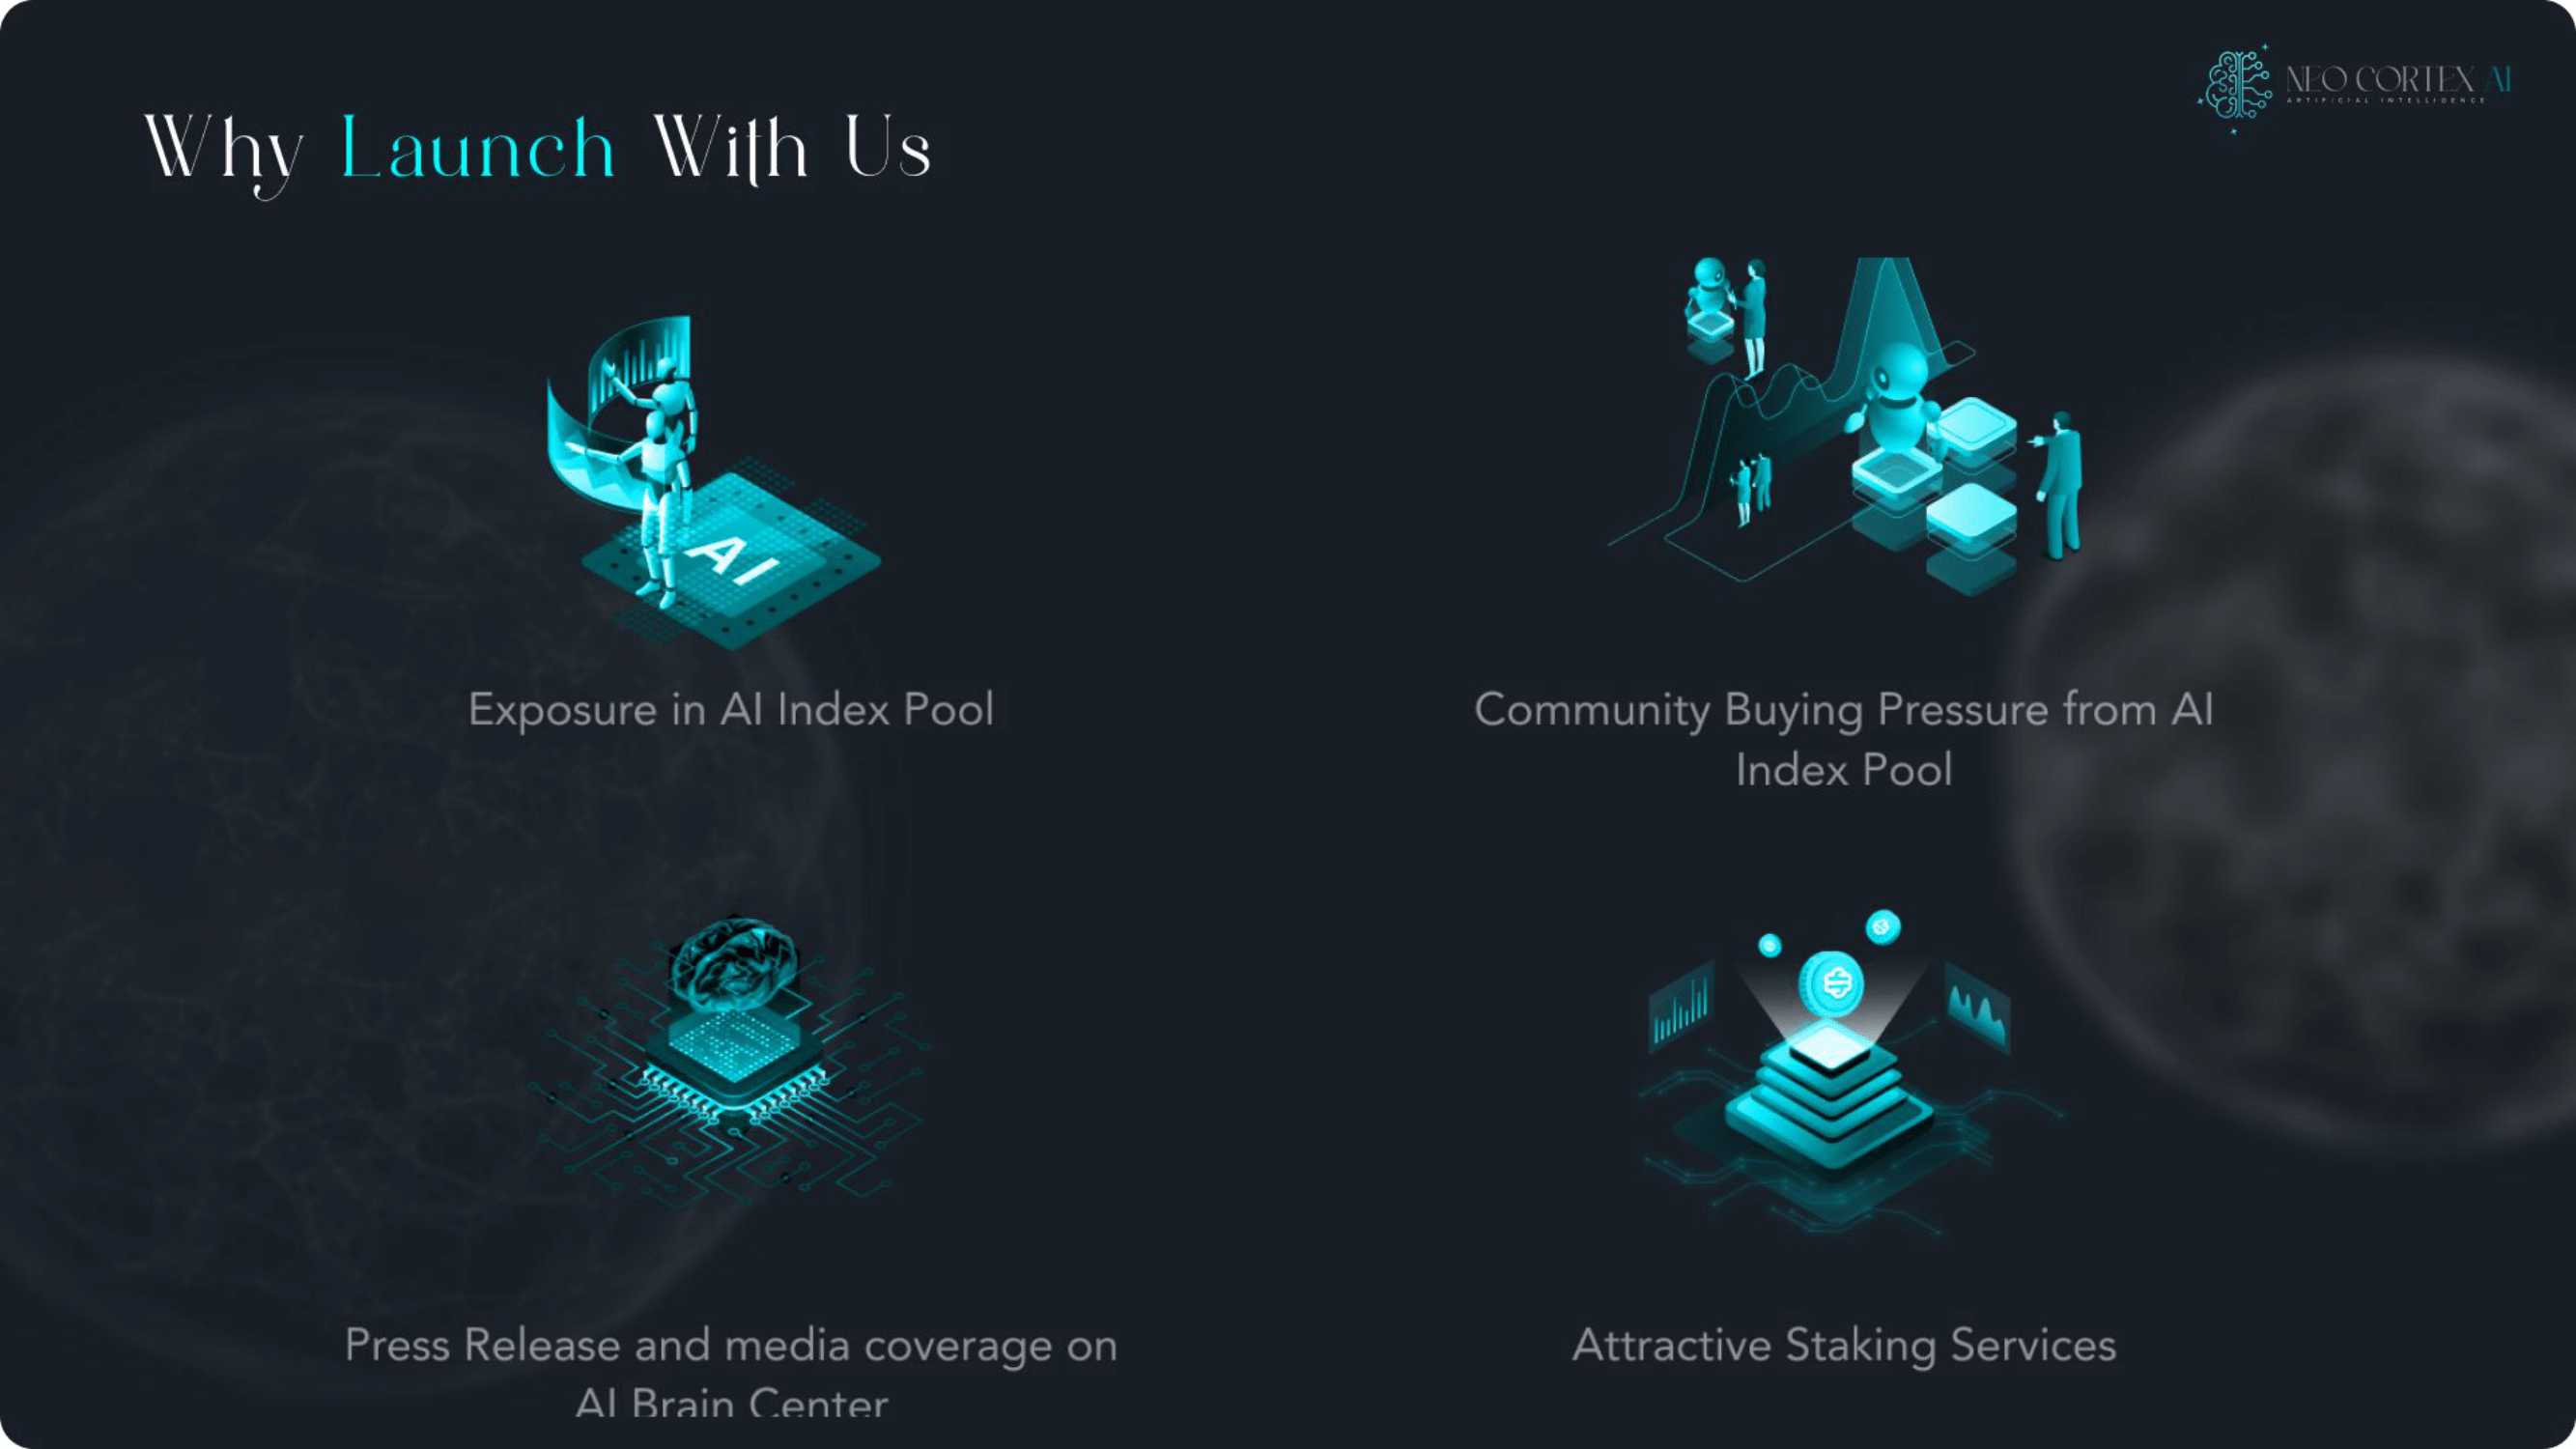 NEO CORTEX AI
ARTIFICIAL INTELLIGENCE
Why Launch With Us
AI
Exposure in AI Index Pool
Community Buying Pressure from AI
Index Pool
Press Release and media coverage on
AI Brain Center
Attractive Staking Services